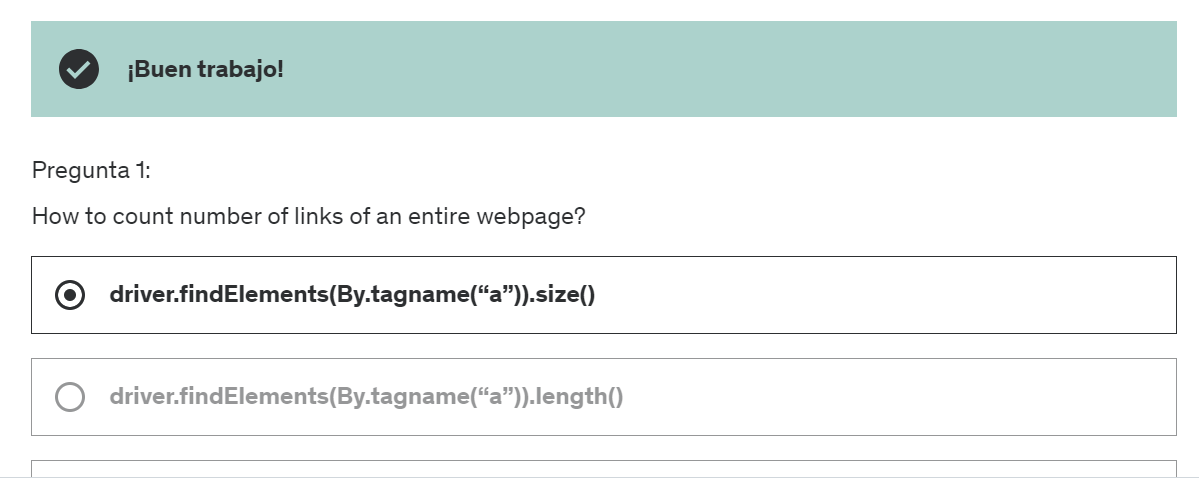 ¡Buen trabajo!
Pregunta 1:
How to count number of links of an entire webpage?
driver.findElements(By.tagname(“a”)).size()
driver.findElements(By.tagname(“a”)).length()